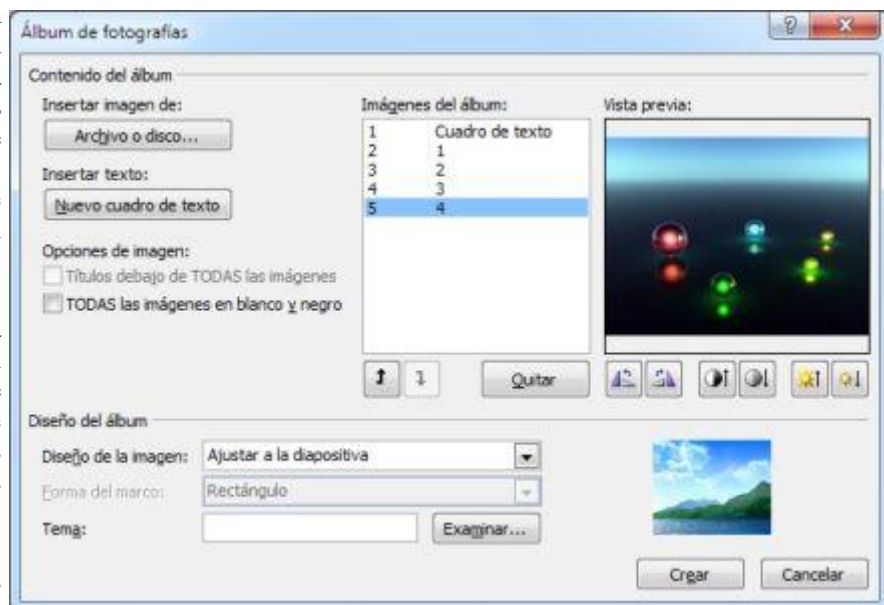 Álbum de fotografías
Contenido del álbum
Insertar imagen de:
Archivo o disco...
Insertar texto:
Nuevo cuadro de texto
Opciones de imagen:
Títulos debajo de TODAS las imágenes
TODAS las imágenes en blanco y negro
Imágenes del álbum:
1 Cuadro de texto
2 1
3 2
4 3
5 4
Quitar
Vista previa:
Diseño del álbum
Diseño de la imagen: Ajustar a la diapositiva
Forma del marco: Rectángulo
Tema: Examinar...
Crear Cancelar